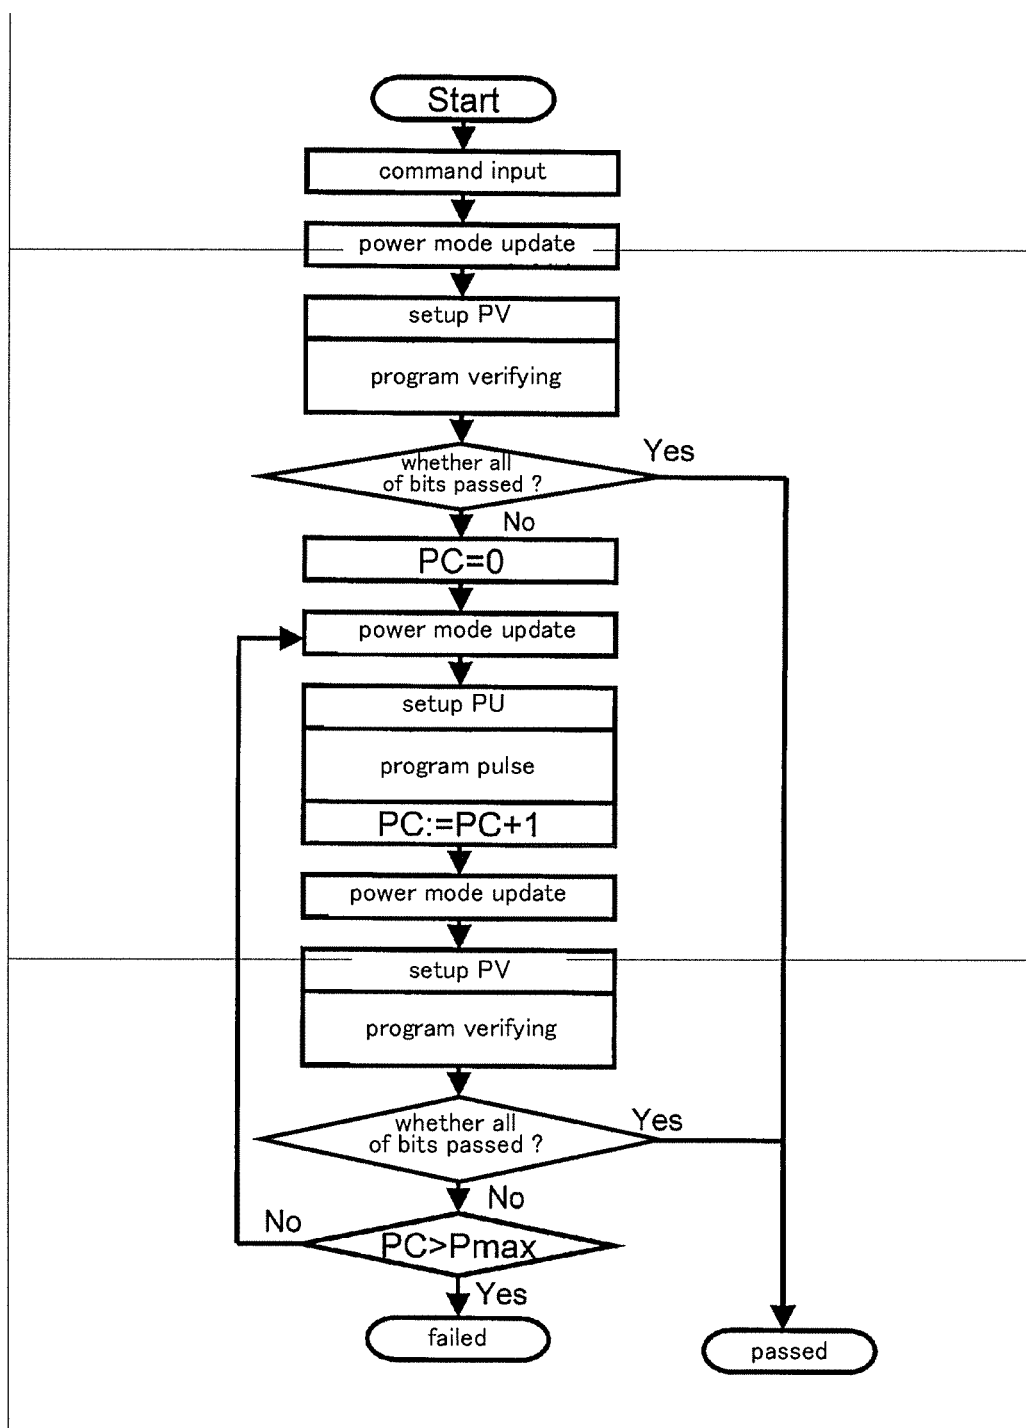 Start
command input
power mode update
setup PV
program verifying
whether all
of bits passed ?
Yes
No
PC=0
power mode update
setup PU
program pulse
PC:=PC+1
power mode update
setup PV
program verifying
whether all
of bits passed ?
Yes
No
No
PC>Pmax
Yes
failed
passed